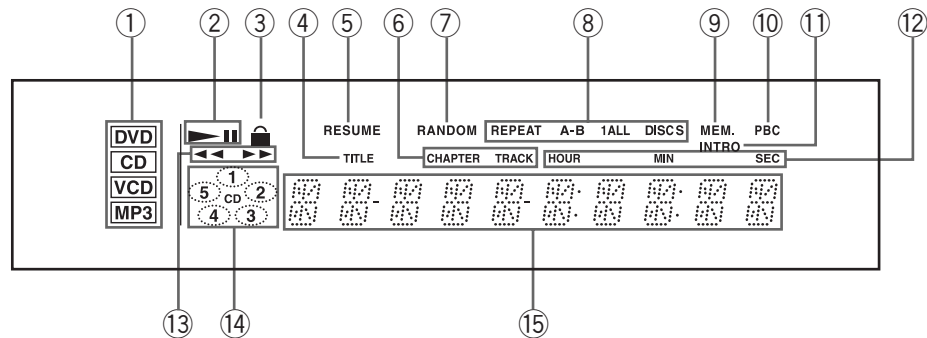 ① ② ③ ④ ⑤ ⑥ ⑦ ⑧ ⑨ ⑩ ⑪ ⑫
DVD
CD
VCD
MP3
RESUME RANDOM REPEAT A-B 1ALL DISCS MEM. PBC
INTRO
TITLE CHAPTER TRACK HOUR MIN SEC
1
5 CD 2
4 3
⑬ ⑭ ⑮